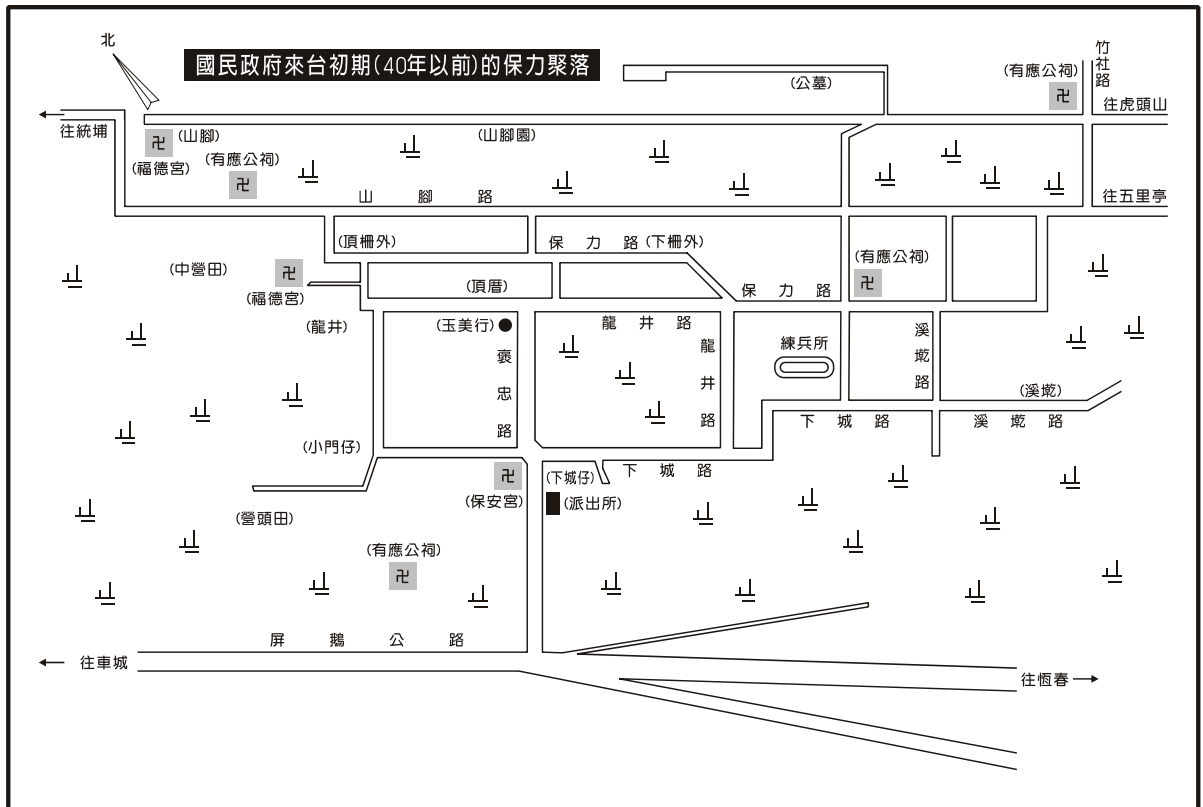 北
國民政府來台初期(40年以前)的保力聚落
竹社路
(有應公祠)
(公墓)
往虎頭山
往統埔
(山腳)
(山腳園)
(福德宮)
(有應公祠)
山腳路
往五里亭
(頂柵外)
保力路
(下柵外)
(有應公祠)
(中營田)
(福德宮)
(頂厝)
保力路
(龍井)
(玉美行)
龍井路
溪墘路
褒忠路
龍井路
練兵所
(溪墘)
下城路
溪墘路
(小門仔)
下城路
(下城仔)
(保安宮)
(派出所)
(營頭田)
(有應公祠)
屏鵝公路
往車城
往恆春